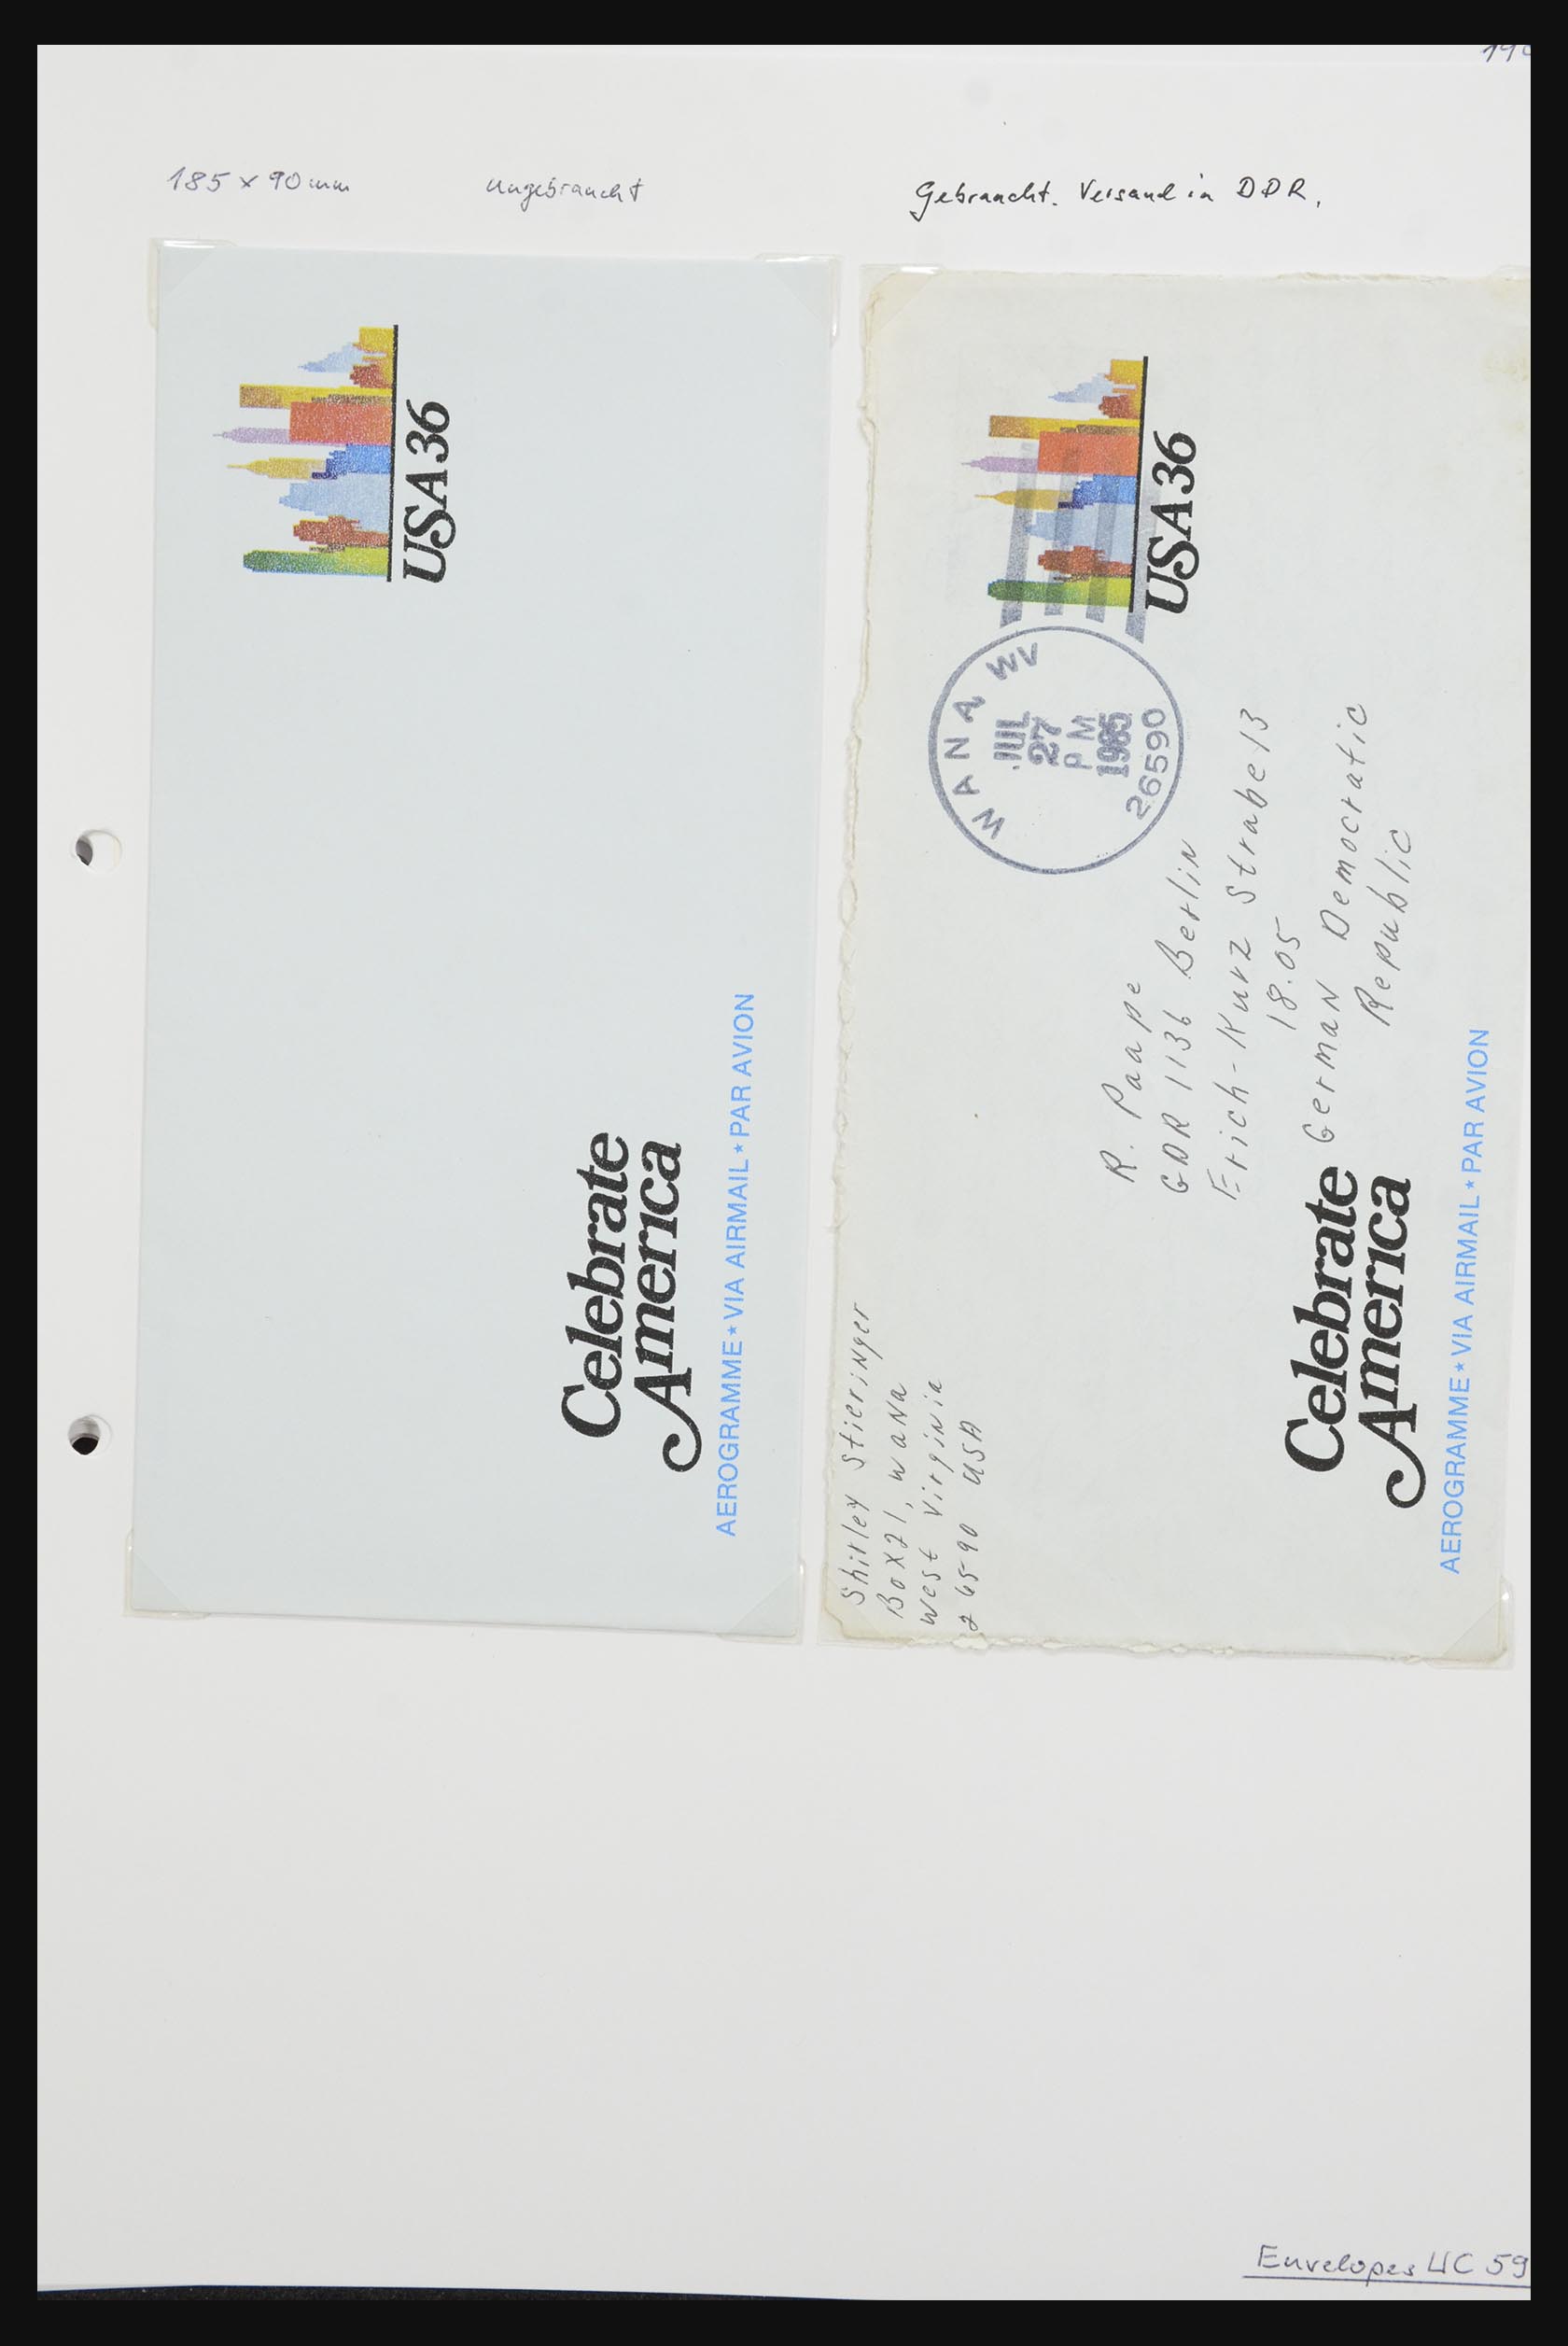 185 x 90 mm
ungebraucht
Gebraucht. Versand in DDR.
USA 36
Celebrate
America
AEROGRAMME ★ VIA AIRMAIL ★ PAR AVION
Shirley Stieringer
Box 21, Wana
West Virginia
26590 USA
WANA WV
JUL
27
PM
1985
26590
USA 36
R. Paape
GDR 1136 Berlin
Erich-Kurz Strabe 13
18.05
German Democratic
Republic
Celebrate
America
AEROGRAMME ★ VIA AIRMAIL ★ PAR AVION
Envelopes UC 59